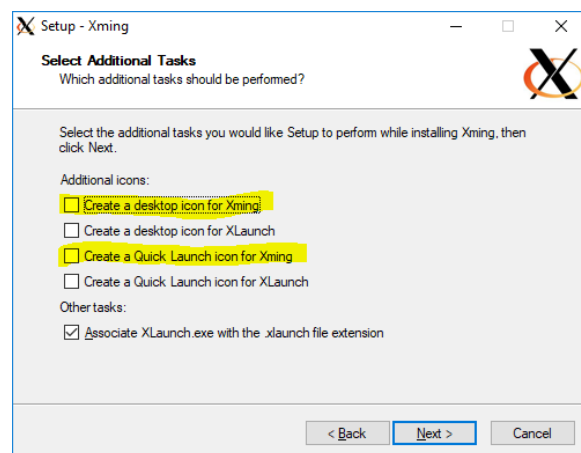 Setup - Xming
Select Additional Tasks
Which additional tasks should be performed?
Select the additional tasks you would like Setup to perform while installing Xming, then
click Next.
Additional icons:
Create a desktop icon for Xming
Create a desktop icon for XLaunch
Create a Quick Launch icon for Xming
Create a Quick Launch icon for XLaunch
Other tasks:
Associate XLaunch.exe with the .xlaunch file extension
< Back
Next >
Cancel